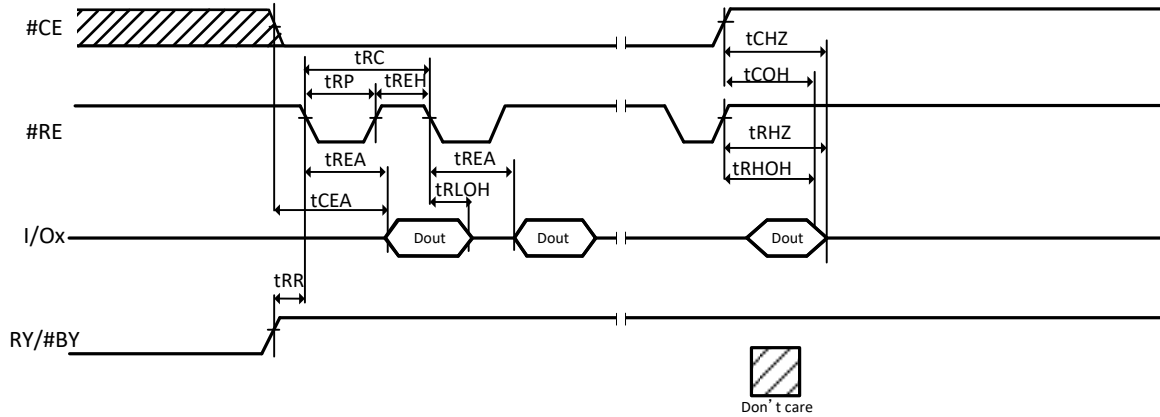 #CE
tCHZ
tRC
tCOH
tRP
tREH
#RE
tRHZ
tREA
tREA
tRHOH
tRLOH
tCEA
I/Ox
Dout
Dout
Dout
tRR
RY/#BY
Don't care